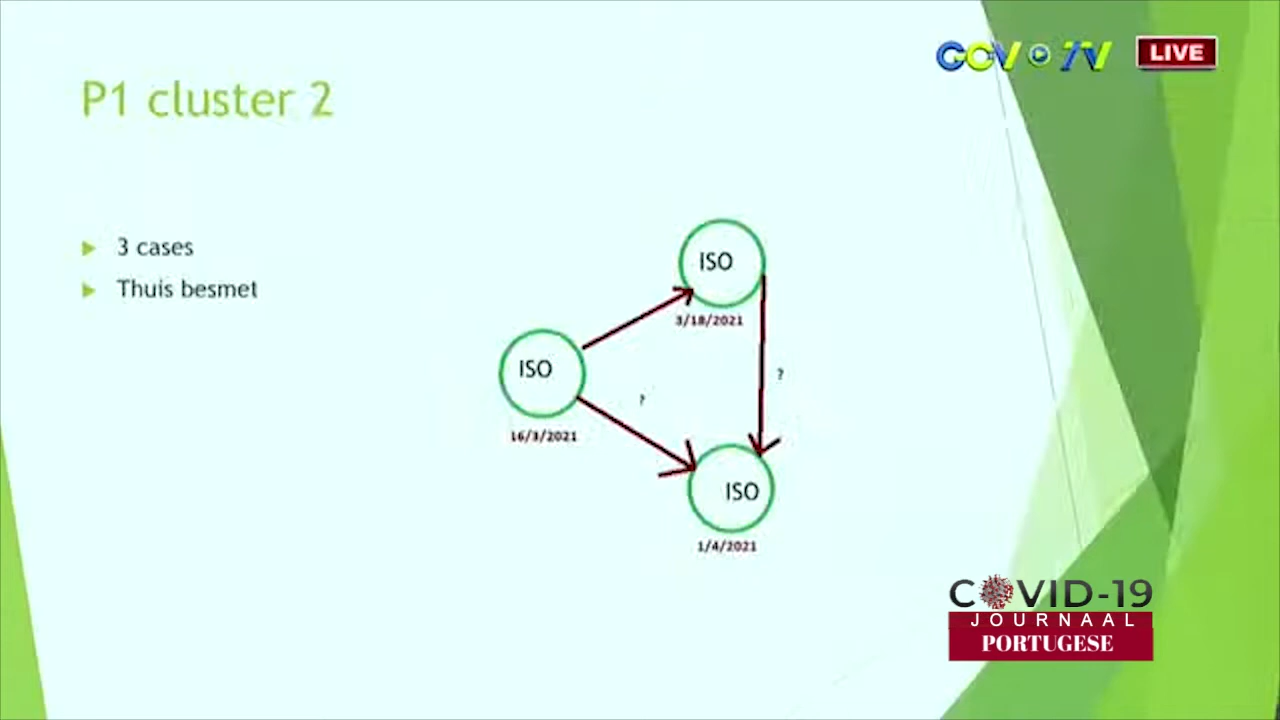 CCV TV
LIVE
P1 cluster 2
3 cases
Thuis besmet
ISO
3/18/2021
ISO
16/3/2021
?
?
ISO
1/4/2021
COVID-19
JOURNAAL
PORTUGESE